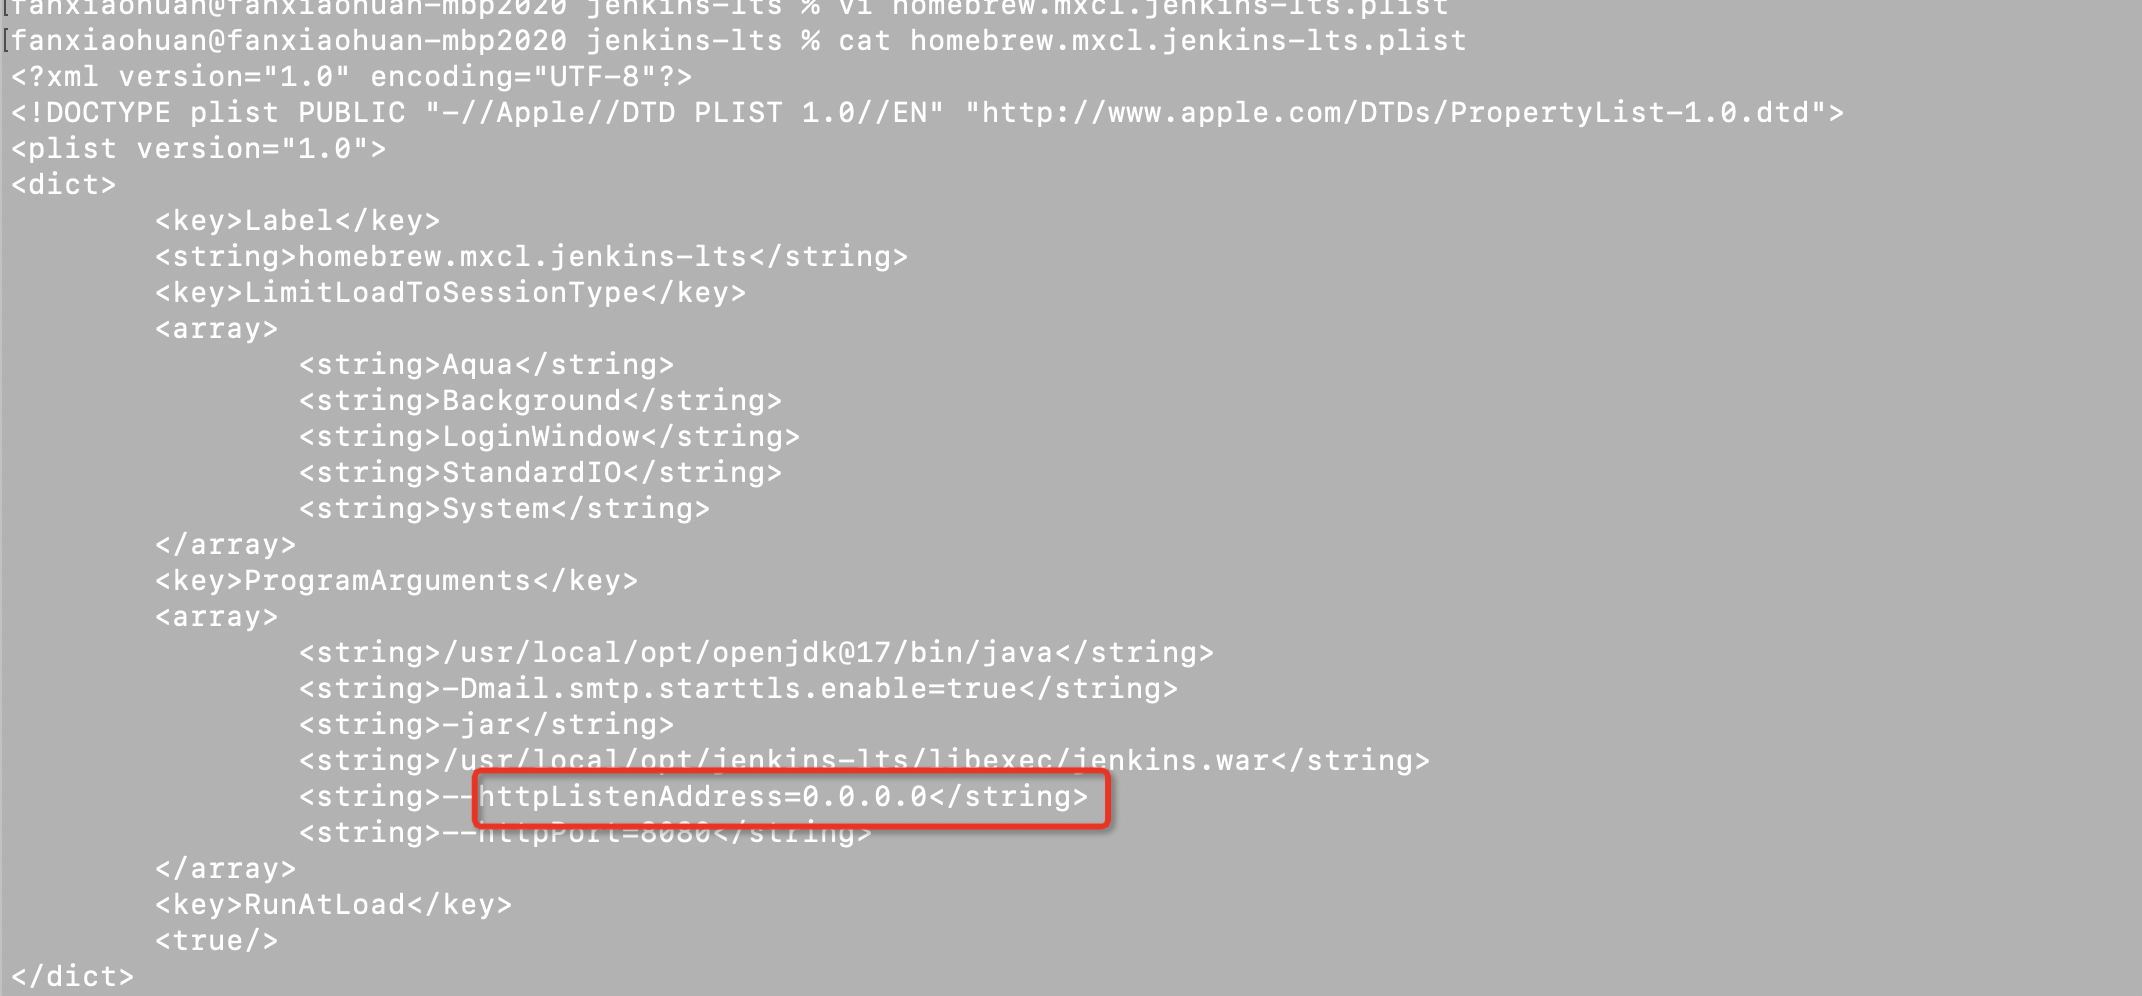 [fanxiaohuan@fanxiaohuan-mbp2020 jenkins-lts % vi homebrew.mxcl.jenkins-lts.plist
[fanxiaohuan@fanxiaohuan-mbp2020 jenkins-lts % cat homebrew.mxcl.jenkins-lts.plist
<?xml version="1.0" encoding="UTF-8"?>
<!DOCTYPE plist PUBLIC "-//Apple//DTD PLIST 1.0//EN" "http://www.apple.com/DTDs/PropertyList-1.0.dtd">
<plist version="1.0">
<dict>
<key>Label</key>
<string>homebrew.mxcl.jenkins-lts</string>
<key>LimitLoadToSessionType</key>
<array>
<string>Aqua</string>
<string>Background</string>
<string>LoginWindow</string>
<string>StandardIO</string>
<string>System</string>
</array>
<key>ProgramArguments</key>
<array>
<string>/usr/local/opt/openjdk@17/bin/java</string>
<string>-Dmail.smtp.starttls.enable=true</string>
<string>-jar</string>
<string>/usr/local/opt/jenkins-lts/libexec/jenkins.war</string>
<string>--httpListenAddress=0.0.0.0</string>
<string>--httpPort=8080</string>
</array>
<key>RunAtLoad</key>
<true/>
</dict>